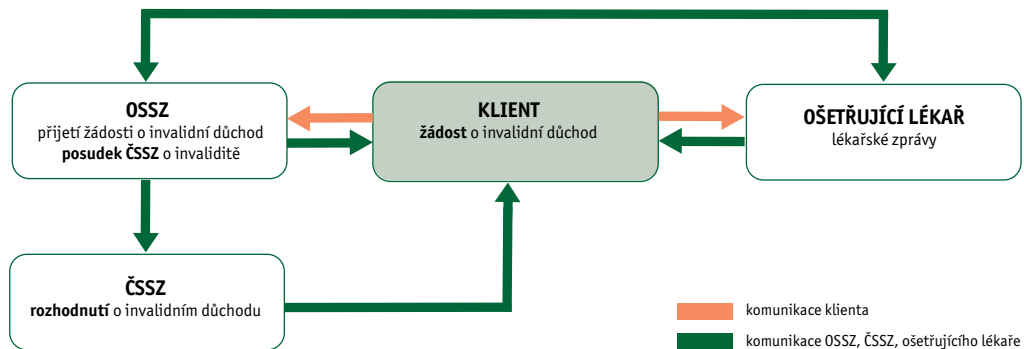 OSSZ
přijetí žádosti o invalidní důchod
posudek ČSSZ o invaliditě
KLIENT
žádost o invalidní důchod
OŠETŘUJÍCÍ LÉKAŘ
lékařské zprávy
ČSSZ
rozhodnutí o invalidním důchodu
komunikace klienta
komunikace OSSZ, ČSSZ, ošetřujícího lékaře